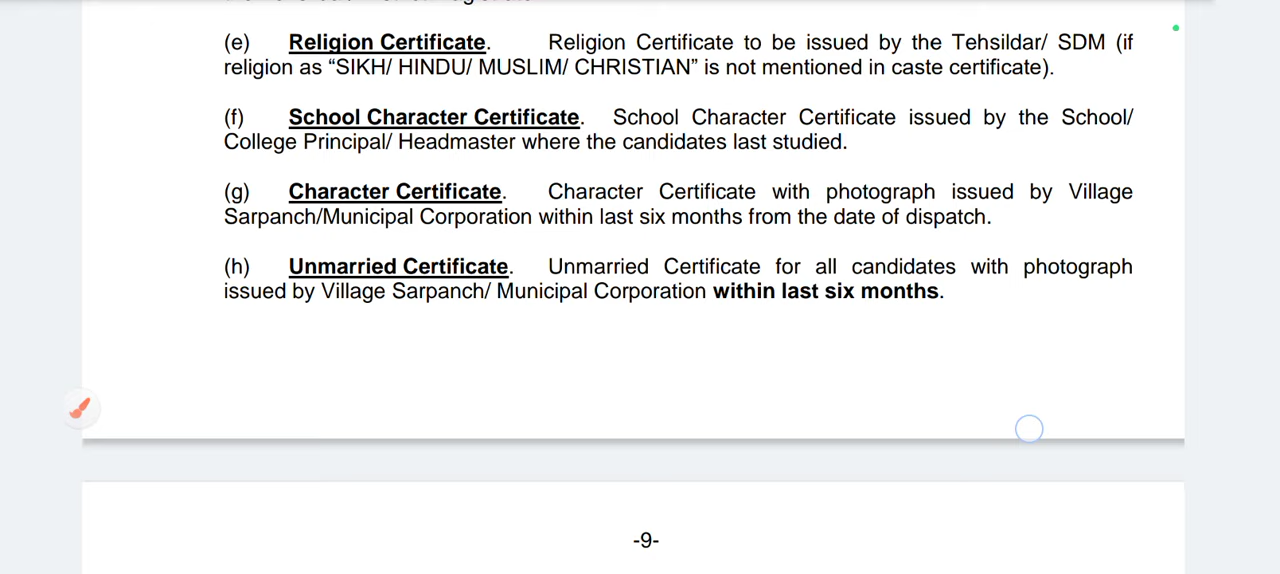 (e) Religion Certificate. Religion Certificate to be issued by the Tehsildar/ SDM (if
religion as “SIKH/ HINDU/ MUSLIM/ CHRISTIAN” is not mentioned in caste certificate).
(f) School Character Certificate. School Character Certificate issued by the School/
College Principal/ Headmaster where the candidates last studied.
(g) Character Certificate. Character Certificate with photograph issued by Village
Sarpanch/Municipal Corporation within last six months from the date of dispatch.
(h) Unmarried Certificate. Unmarried Certificate for all candidates with photograph
issued by Village Sarpanch/ Municipal Corporation within last six months.
-9-